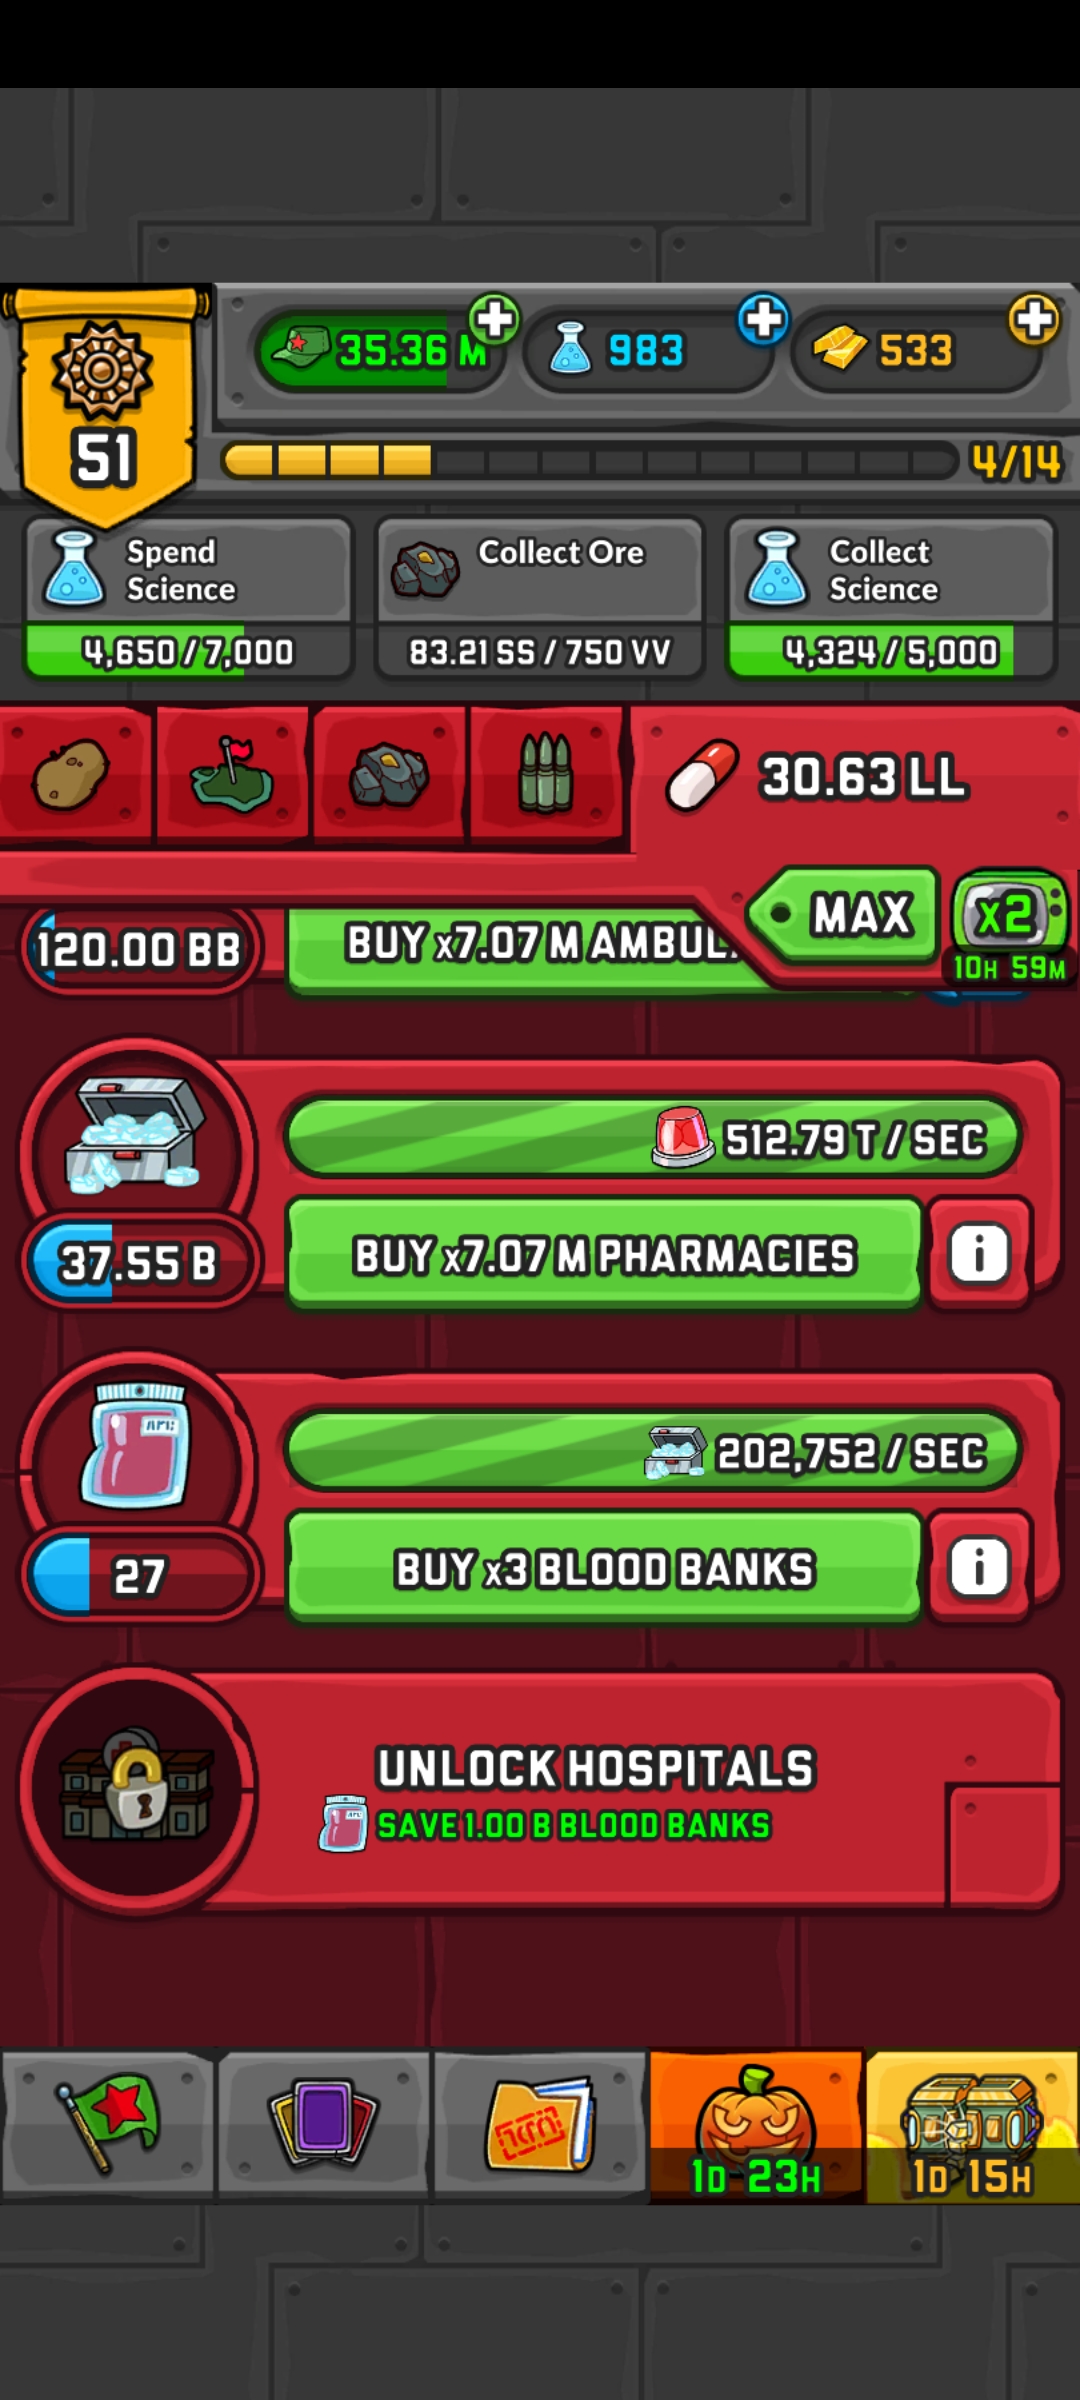 35.36 M
983
533
51
4/14
Spend
Science
4,650/7,000
Collect Ore
83.21 SS / 750 VV
Collect
Science
4,324/5,000
30.63 LL
MAX
x2
10H 59M
120.00 BB
BUY x7.07 M AMBUL
512.79 T / SEC
37.55 B
BUY x7.07 M PHARMACIES
i
202,752 / SEC
27
BUY x3 BLOOD BANKS
i
UNLOCK HOSPITALS
SAVE 1.00 B BLOOD BANKS
1D 23H
1D 15H